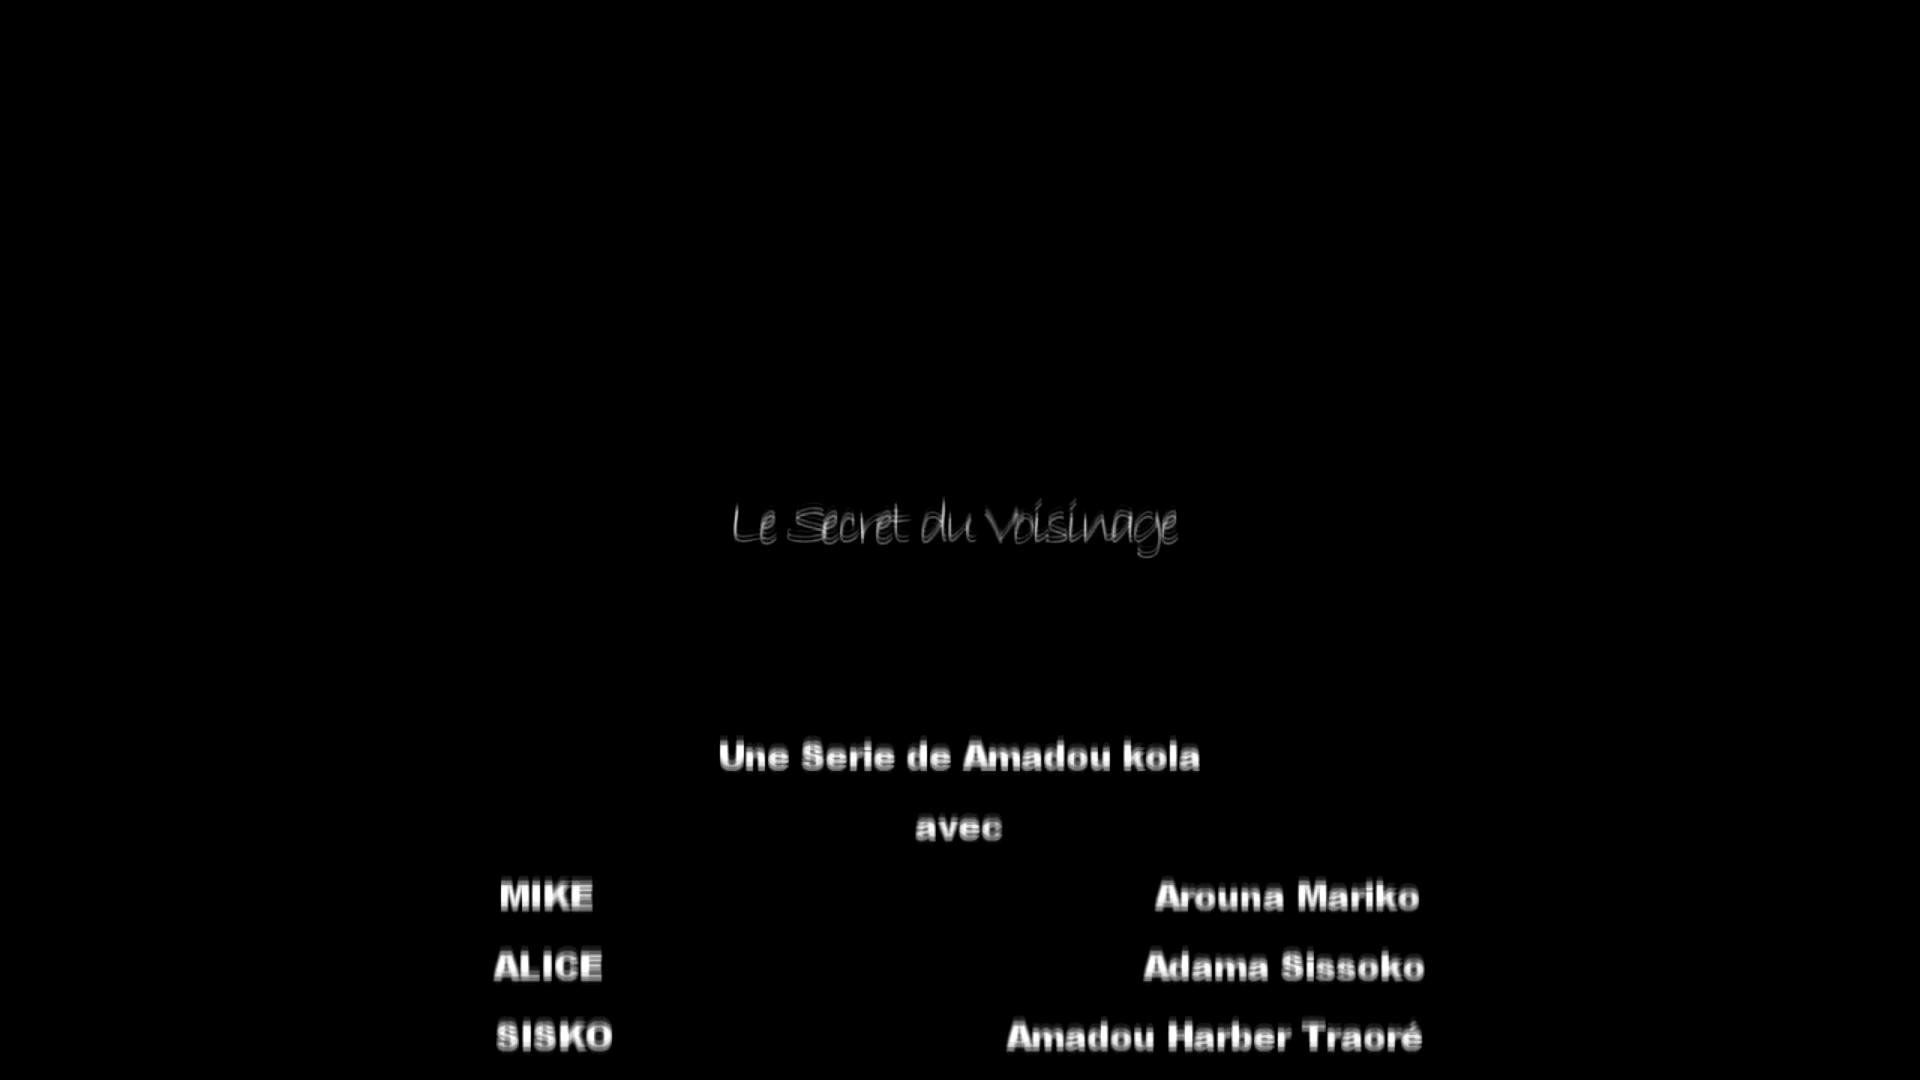 Le Secret du Voisinage
Une Serie de Amadou kola
avec
MIKE Arouna Mariko
ALICE Adama Sissoko
SISKO Amadou Harber Traoré